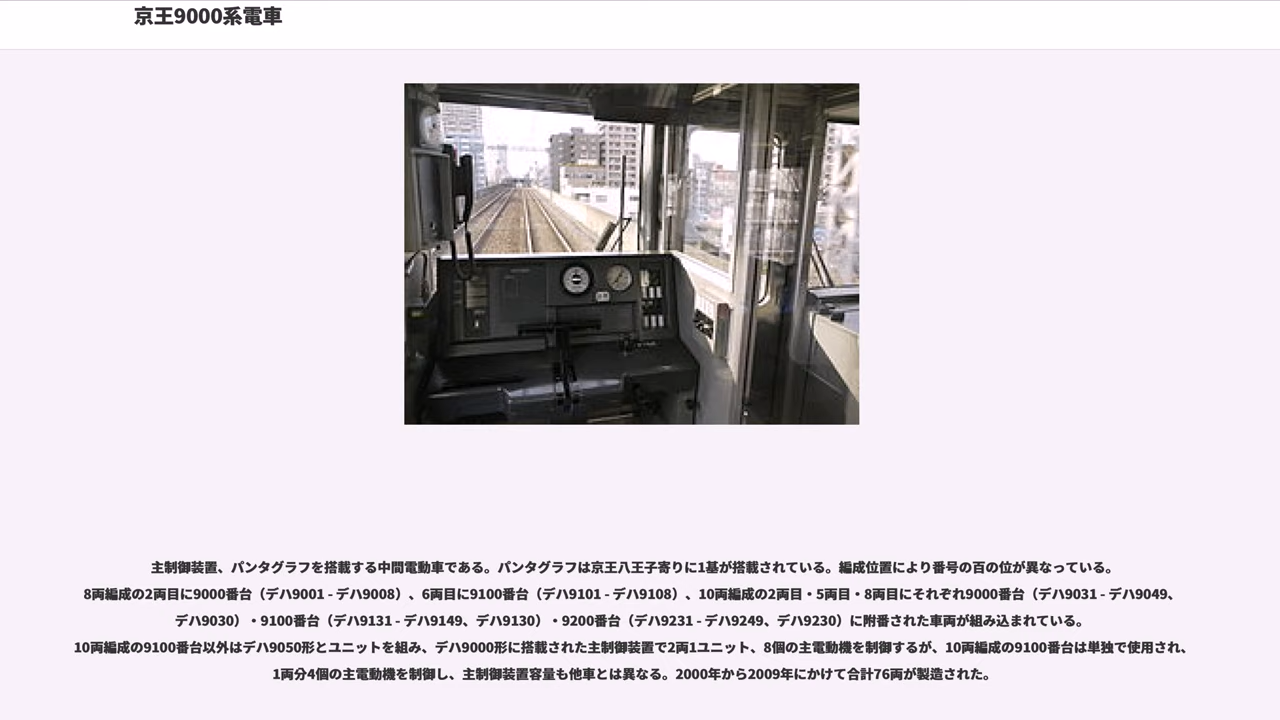 京王9000系電車
主制御装置、パンタグラフを搭載する中間電動車である。パンタグラフは京王八王子寄りに1基が搭載されている。編成位置により番号の百の位が異なっている。
8両編成の2両目に9000番台（デハ9001 - デハ9008）、6両目に9100番台（デハ9101 - デハ9108）、10両編成の2両目・5両目・8両目にそれぞれ9000番台（デハ9031 - デハ9049、
デハ9030）・9100番台（デハ9131 - デハ9149、デハ9130）・9200番台（デハ9231 - デハ9249、デハ9230）に附番された車両が組み込まれている。
10両編成の9100番台以外はデハ9050形とユニットを組み、デハ9000形に搭載された主制御装置で2両1ユニット、8個の主電動機を制御するが、10両編成の9100番台は単独で使用され、
1両分4個の主電動機を制御し、主制御装置容量も他車とは異なる。2000年から2009年にかけて合計76両が製造された。